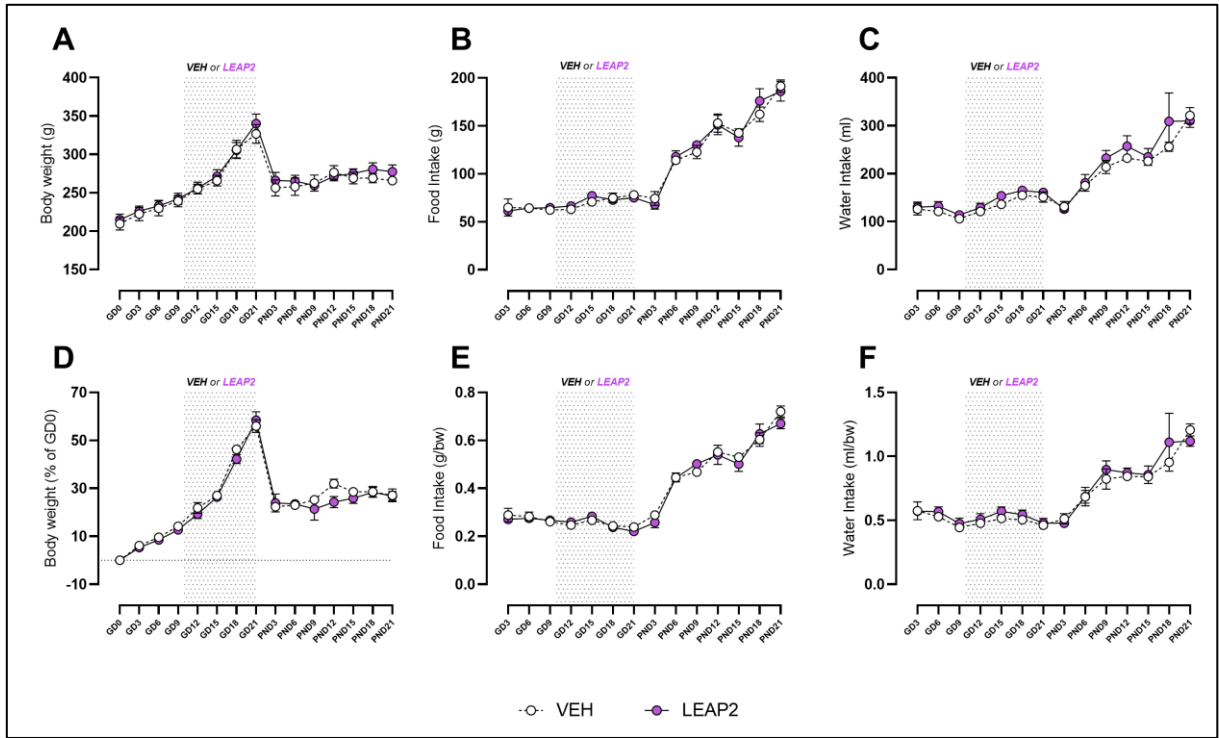 A
VEH or LEAP2
Body weight (g)
400
350
300
250
200
150
GD0 GD3 GD6 GD9 GD12 GD15 GD18 GD21 PND3 PND6 PND9 PND12 PND15 PND18 PND21
B
VEH or LEAP2
Food Intake (g)
200
150
100
50
0
GD3 GD6 GD9 GD12 GD15 GD18 GD21 PND3 PND6 PND9 PND12 PND15 PND18 PND21
C
VEH or LEAP2
Water Intake (ml)
400
300
200
100
0
GD3 GD6 GD9 GD12 GD15 GD18 GD21 PND3 PND6 PND9 PND12 PND15 PND18 PND21
D
VEH or LEAP2
Body weight (% of GD0)
70
50
30
10
-10
GD0 GD3 GD6 GD9 GD12 GD15 GD18 GD21 PND3 PND6 PND9 PND12 PND15 PND18 PND21
E
VEH or LEAP2
Food Intake (g/bw)
0.8
0.6
0.4
0.2
0.0
GD3 GD6 GD9 GD12 GD15 GD18 GD21 PND3 PND6 PND9 PND12 PND15 PND18 PND21
F
VEH or LEAP2
Water Intake (ml/bw)
1.5
1.0
0.5
0.0
GD3 GD6 GD9 GD12 GD15 GD18 GD21 PND3 PND6 PND9 PND12 PND15 PND18 PND21
VEH LEAP2